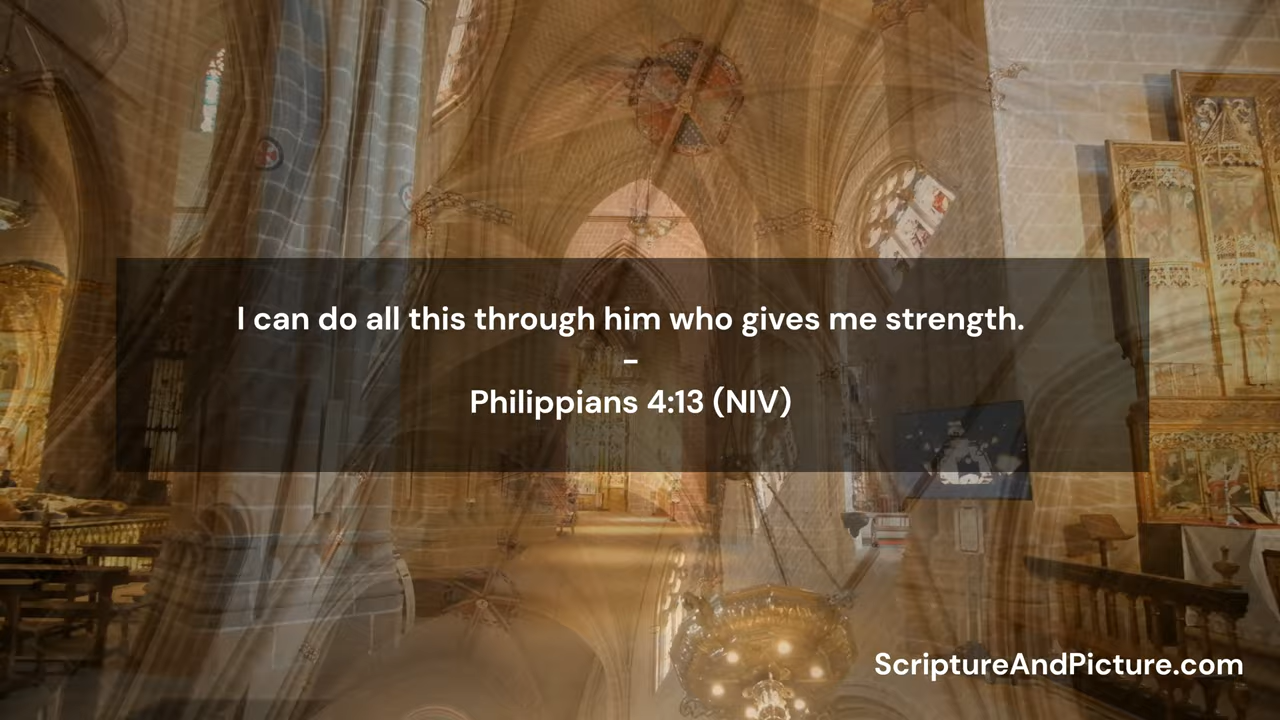 I can do all this through him who gives me strength.
-
Philippians 4:13 (NIV)
ScriptureAndPicture.com